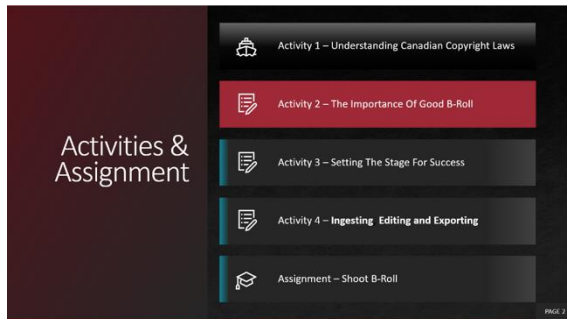 Activities &
Assignment
Activity 1 – Understanding Canadian Copyright Laws
Activity 2 – The Importance Of Good B-Roll
Activity 3 – Setting The Stage For Success
Activity 4 – Ingesting Editing and Exporting
Assignment – Shoot B-Roll
PAGE 2